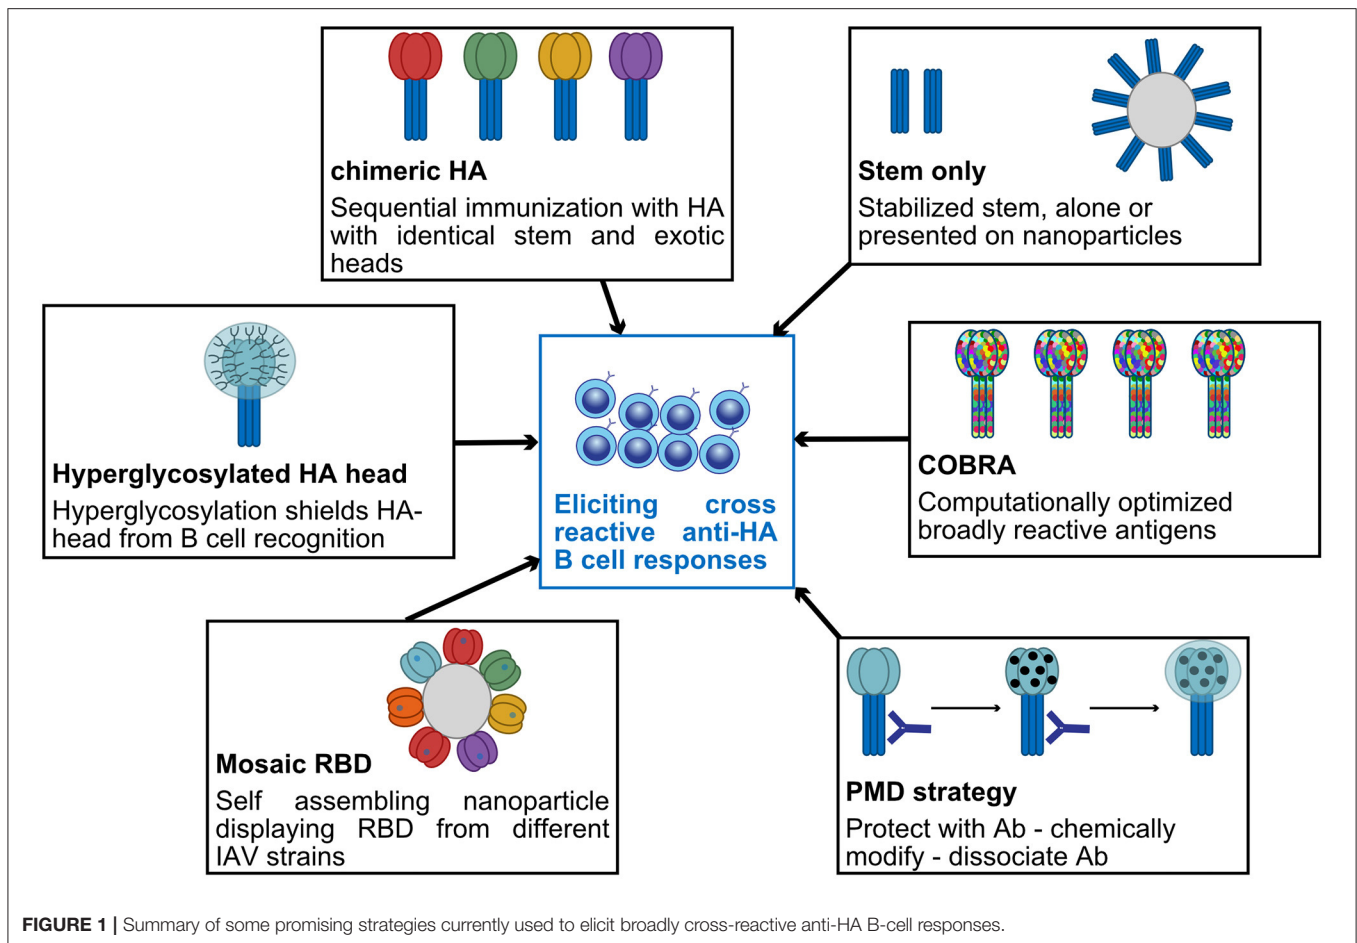 chimeric HA
Sequential immunization with HA
with identical stem and exotic
heads
Stem only
Stabilized stem, alone or
presented on nanoparticles
Hyperglycosylated HA head
Hyperglycosylation shields HA-
head from B cell recognition
Eliciting cross
reactive anti-HA
B cell responses
COBRA
Computationally optimized
broadly reactive antigens
Mosaic RBD
Self assembling nanoparticle
displaying RBD from different
IAV strains
PMD strategy
Protect with Ab - chemically
modify - dissociate Ab
FIGURE 1 | Summary of some promising strategies currently used to elicit broadly cross-reactive anti-HA B-cell responses.